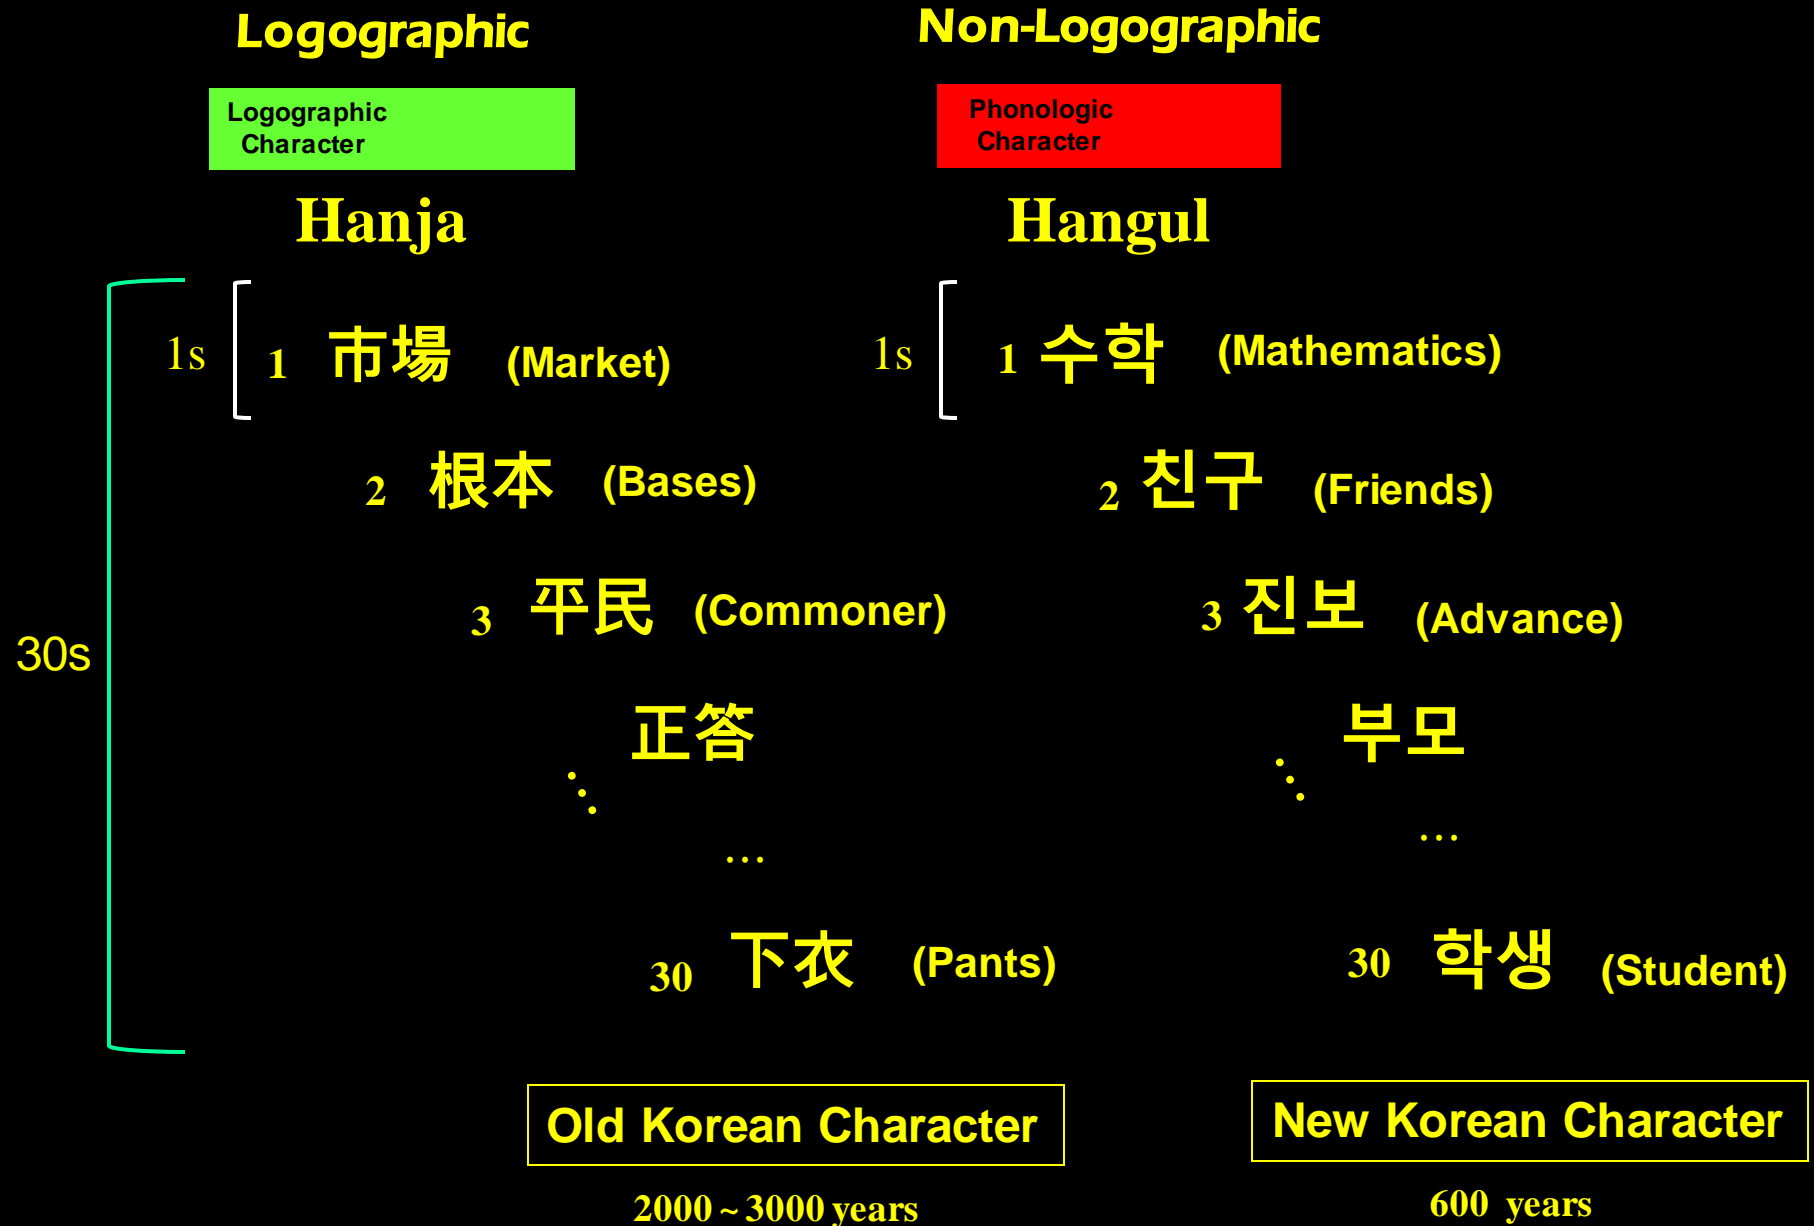 Logographic
Logographic
Character
Hanja
30s
1s
1 市場 (Market)
2 根本 (Bases)
3 平民 (Commoner)
正答
...
...
30 下衣 (Pants)
Old Korean Character
2000 ~ 3000 years
Non-Logographic
Phonologic
Character
Hangul
1s
1 수학 (Mathematics)
2 친구 (Friends)
3 진보 (Advance)
부모
...
...
30 학생 (Student)
New Korean Character
600 years